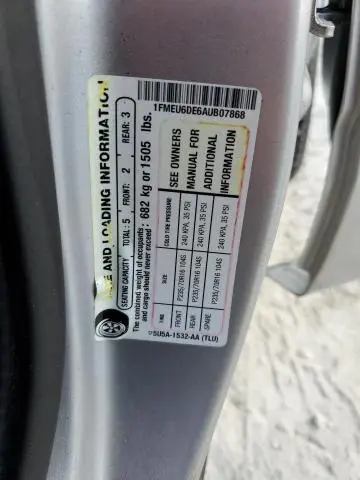 1FMEU6DE6AUB07868
TIRE AND LOADING INFORMATION
SEATING CAPACITY TOTAL: 5 FRONT: 2 REAR: 3
The combined weight of occupants and cargo should never exceed: 682 kg or 1505 lbs.
TIRE SIZE COLD TIRE PRESSURE
FRONT P235/70R16 104S 240 KPA, 35 PSI
REAR P235/70R16 104S 240 KPA, 35 PSI
SPARE P235/70R16 104S 240 KPA, 35 PSI
SEE OWNERS
MANUAL FOR
ADDITIONAL
INFORMATION
5U5A-1532-AA (TLU)